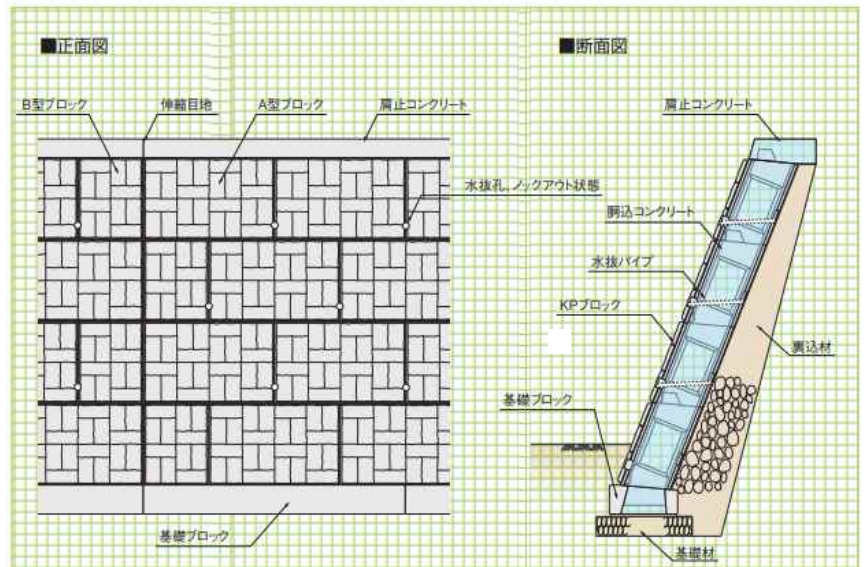 ■正面図
B型ブロック
伸縮目地
A型ブロック
肩止コンクリート
水抜孔、ノックアウト状態
基礎ブロック
■断面図
肩止コンクリート
胴込コンクリート
水抜パイプ
KPブロック
裏込材
基礎ブロック
基礎材